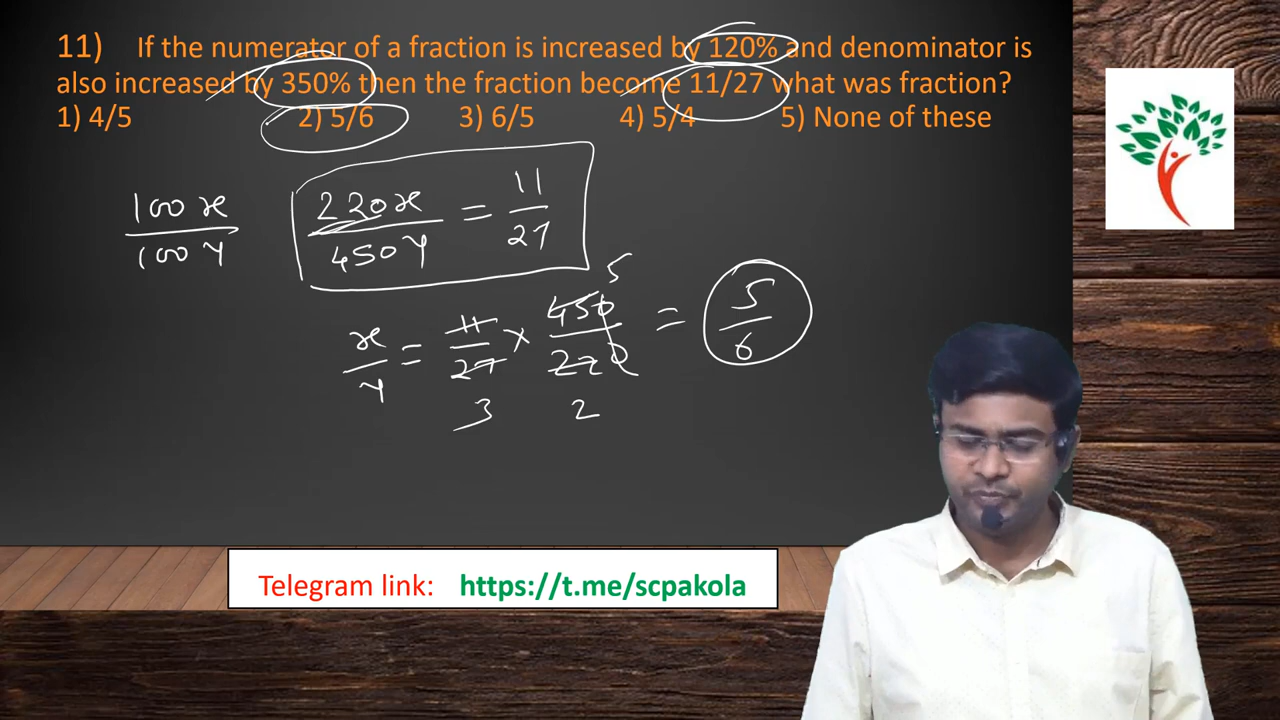 11) If the numerator of a fraction is increased by 120% and denominator is
also increased by 350% then the fraction become 11/27 what was fraction?
1) 4/5 2) 5/6 3) 6/5 4) 5/4 5) None of these
100x/100y 220x/450y = 11/27
x/y = 11/27 × 450/220 = 5/6
5
3 2
Telegram link: https://t.me/scpakola